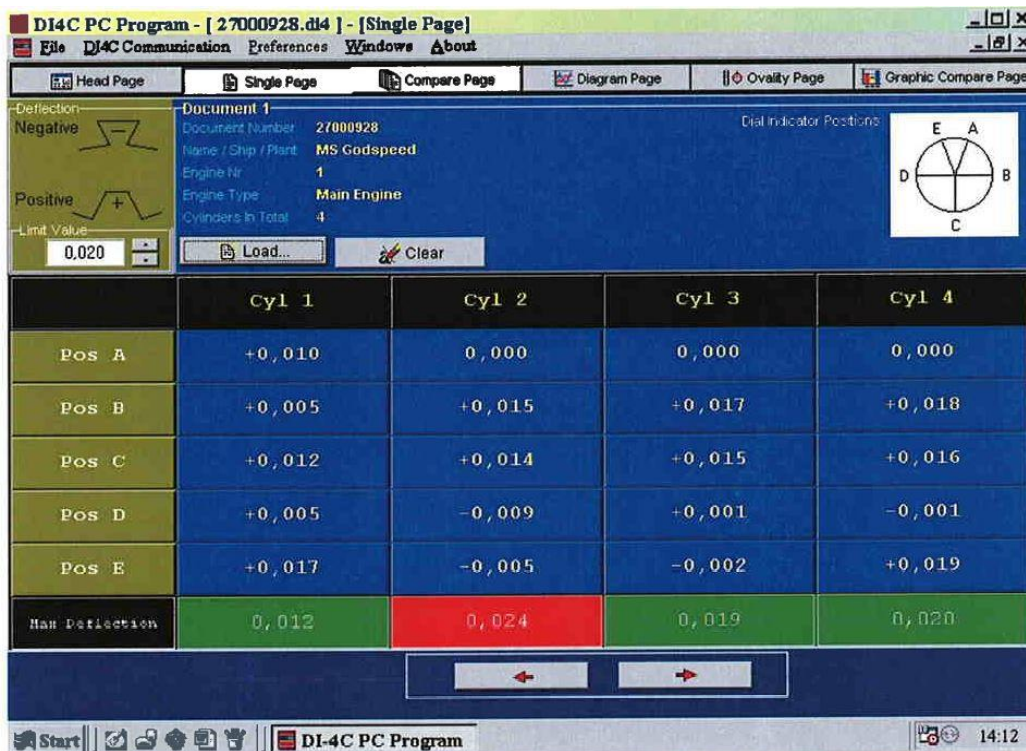 DI4C PC Program - [ 27000928.di4 ] - [Single Page]
File DI4C Communication Preferences Windows About
Head Page Single Page Compare Page Diagram Page Ovality Page Graphic Compare Page
Deflection
Negative
Positive
Limit Value
0,020
Document 1
Document Number 27000928
Name / Ship / Plant MS Godspeed
Engine Nr 1
Engine Type Main Engine
Cylinders In Total 4
Load... Clear
Dial Indicator Positions
E A
D B
C
Cyl 1 Cyl 2 Cyl 3 Cyl 4
Pos A +0,010 0,000 0,000 0,000
Pos B +0,005 +0,015 +0,017 +0,018
Pos C +0,012 +0,014 +0,015 +0,016
Pos D +0,005 -0,009 +0,001 -0,001
Pos E +0,017 -0,005 -0,002 +0,019
Max Deflection 0,012 0,024 0,019 0,020
Start DI-4C PC Program 14:12